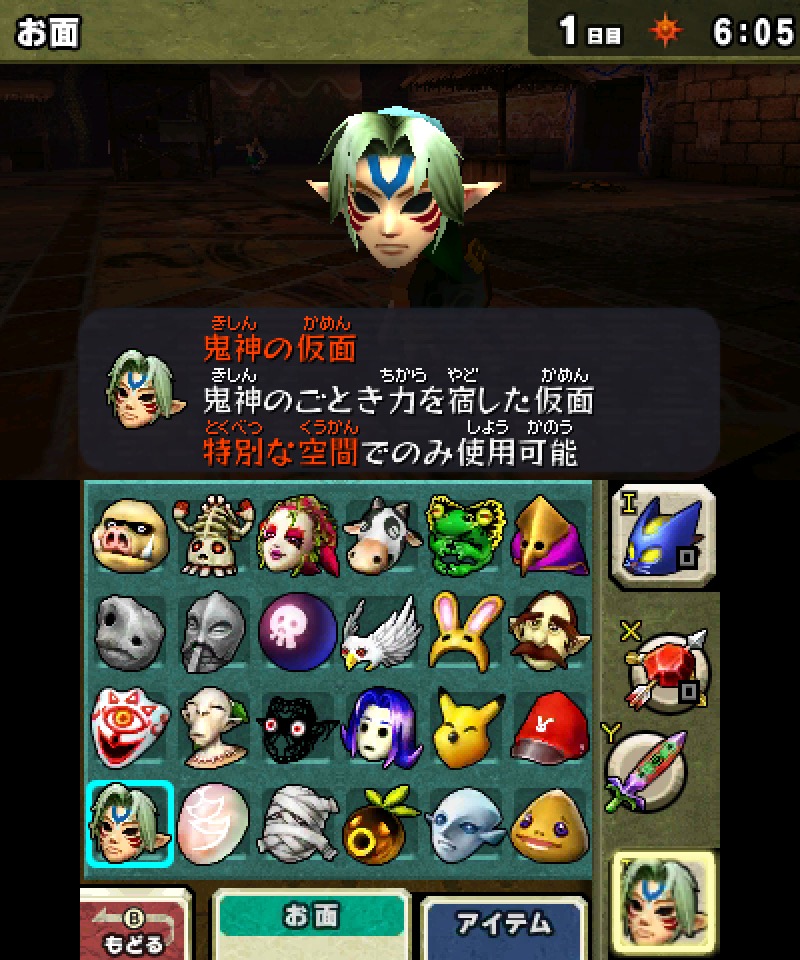 お面
1日目 6:05
きしん かめん
鬼神の仮面
きしん ちから やど かめん
鬼神のごとき力を宿した仮面
とくべつ くうかん しよう かのう
特別な空間でのみ使用可能
I
X
Y
B
もどる
お面
アイテム